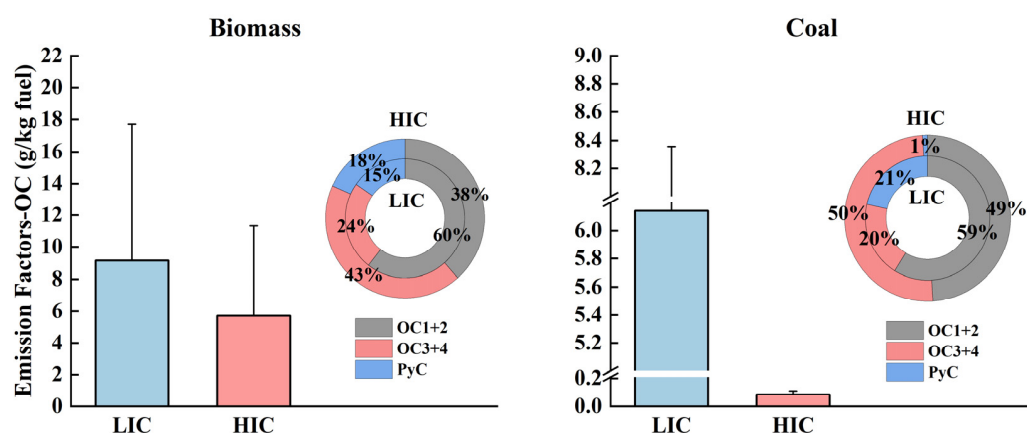 Biomass
Emission Factors-OC (g/kg fuel)
22
20
18
16
14
12
10
8
6
4
2
0
LIC
HIC
HIC
LIC
18%
15%
38%
24%
60%
43%
OC1+2
OC3+4
PyC
Coal
9.0
8.8
8.6
8.4
8.2
6.0
5.8
5.6
5.4
5.2
0.2
0.0
LIC
HIC
HIC
LIC
1%
21%
50%
49%
20%
59%
OC1+2
OC3+4
PyC